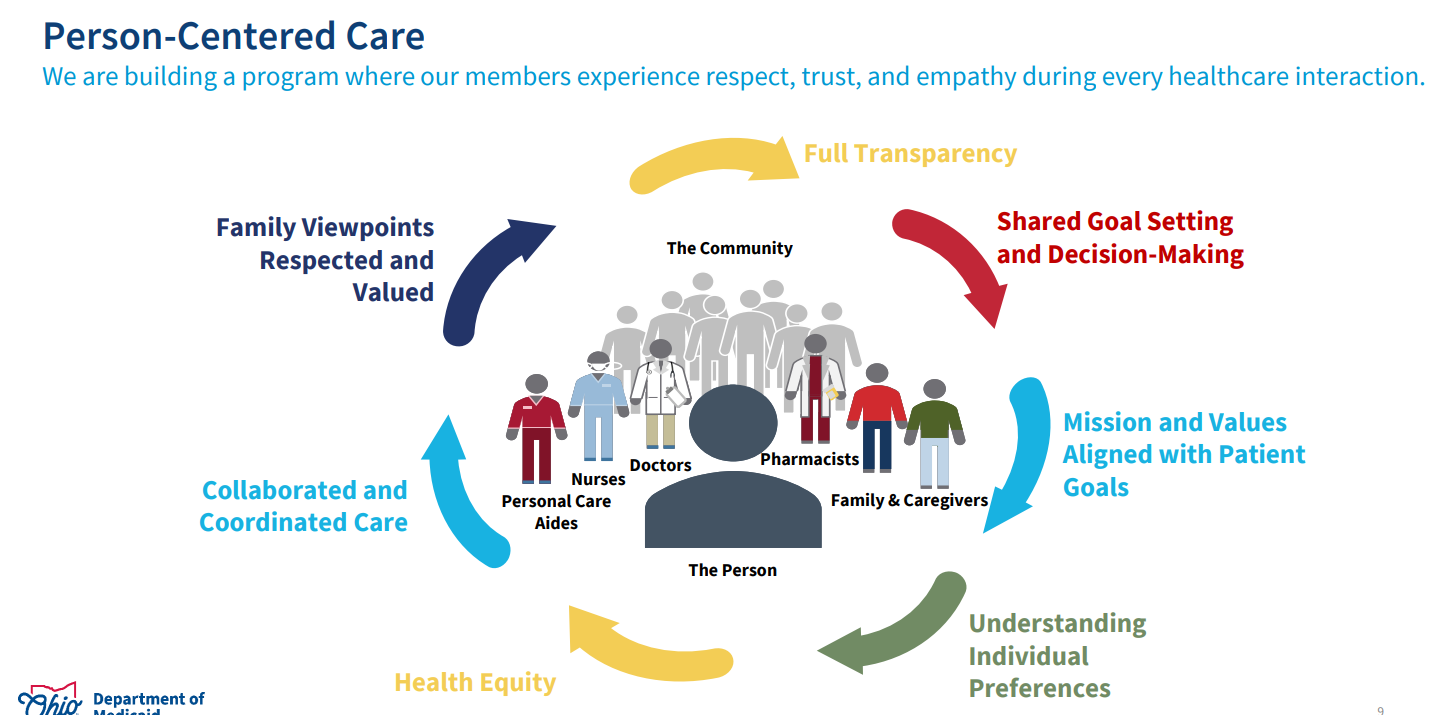 Person-Centered Care
We are building a program where our members experience respect, trust, and empathy during every healthcare interaction.
Full Transparency
Shared Goal Setting
and Decision-Making
Mission and Values
Aligned with Patient
Goals
Understanding
Individual
Preferences
Health Equity
Collaborated and
Coordinated Care
Family Viewpoints
Respected and
Valued
The Community
Personal Care
Aides
Nurses
Doctors
Pharmacists
Family & Caregivers
The Person
Ohio
Department of
Medicaid
9